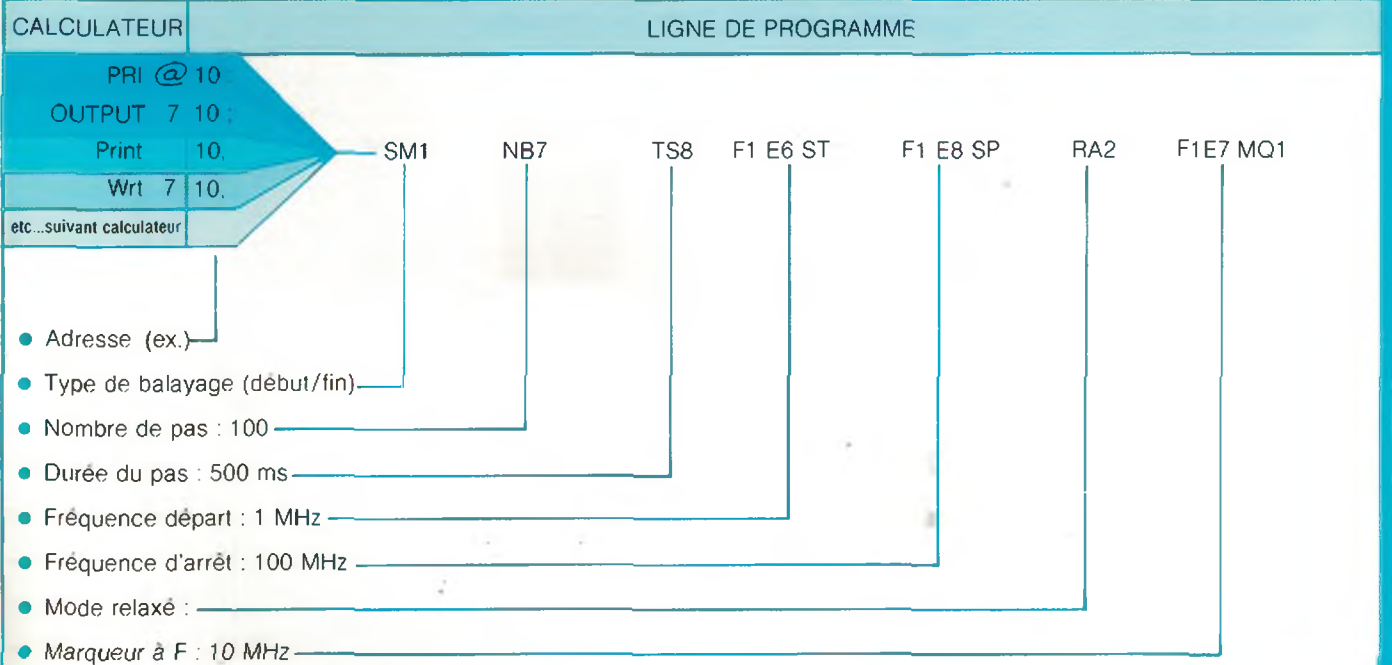 CALCULATEUR LIGNE DE PROGRAMME
PRI @ 10 :
OUTPUT 7 10 ;
Print 10,
Wrt 7 10,
etc...suivant calculateur
SM1 NB7 TS8 F1 E6 ST F1 E8 SP RA2 F1E7 MQ1
• Adresse (ex.)
• Type de balayage (début/fin)
• Nombre de pas : 100
• Durée du pas : 500 ms
• Fréquence départ : 1 MHz
• Fréquence d'arrêt : 100 MHz
• Mode relaxé :
• Marqueur à F : 10 MHz